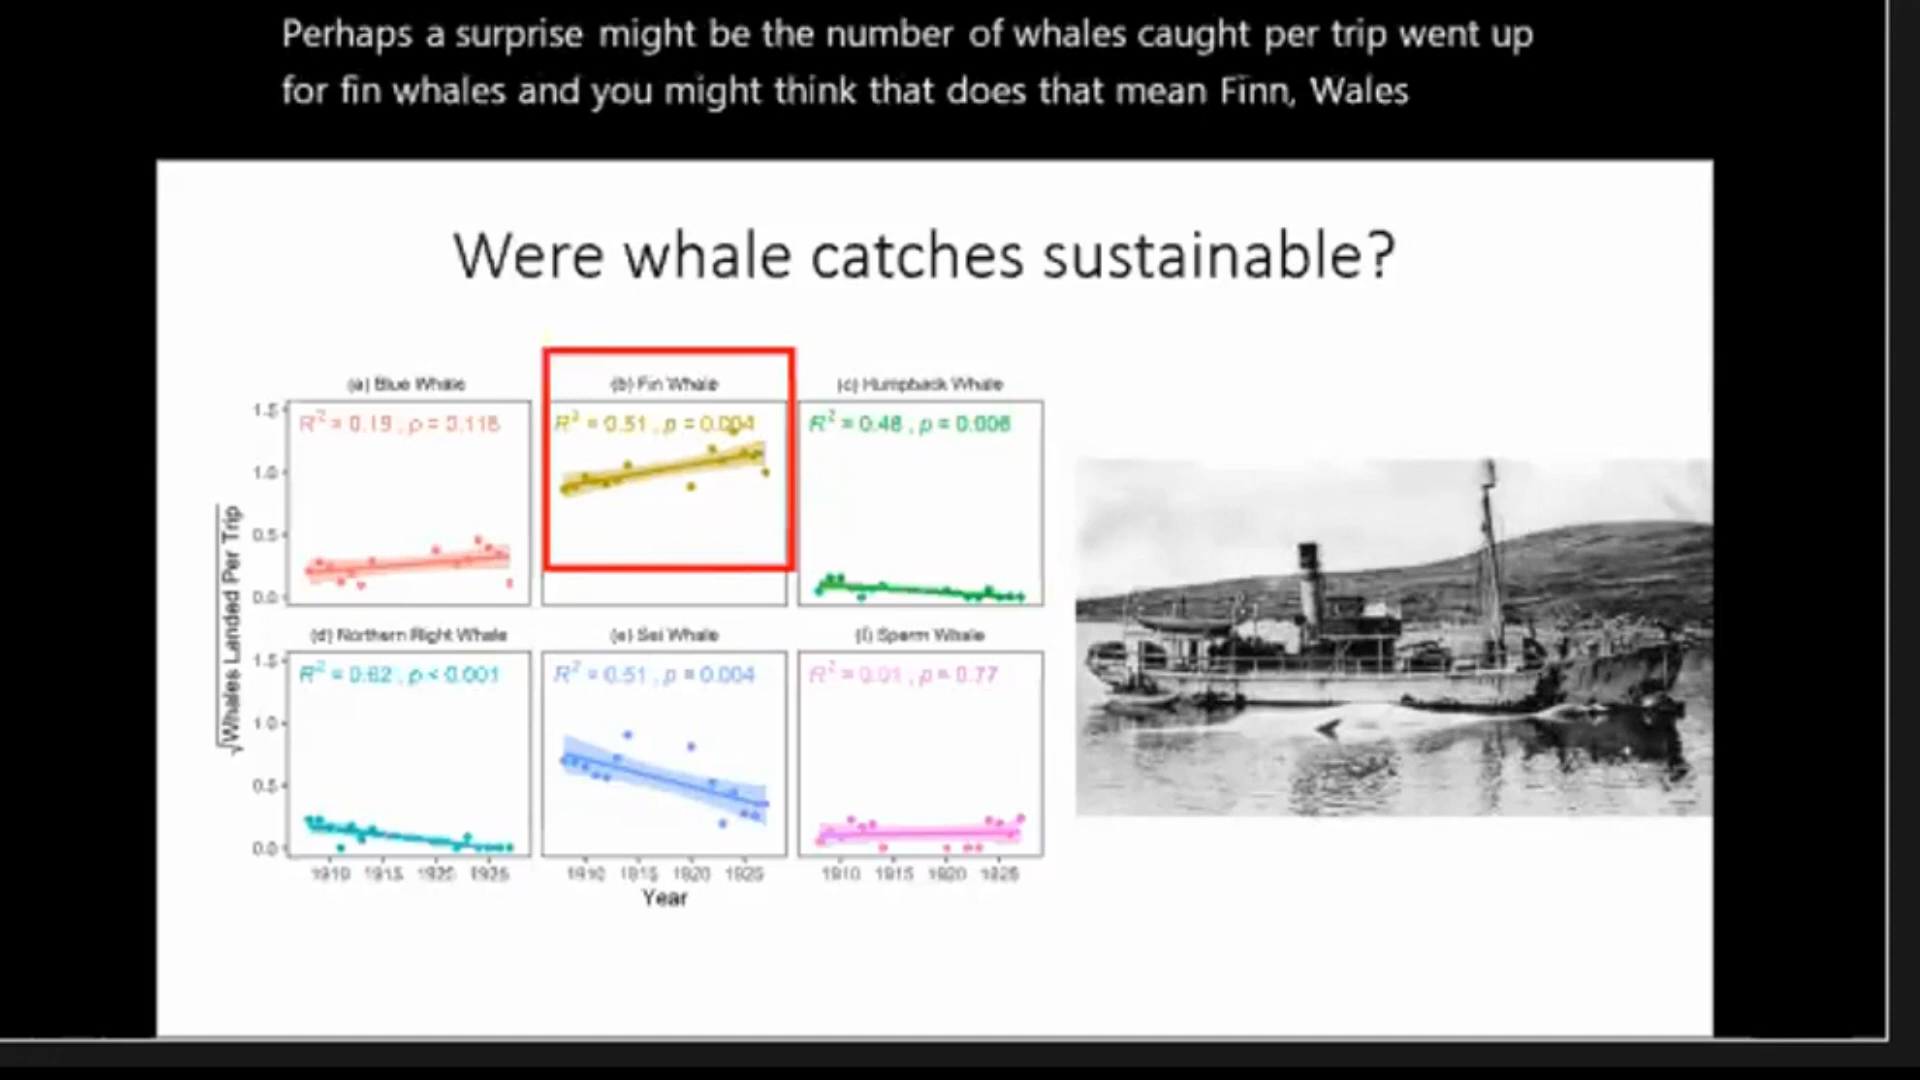 Perhaps a surprise might be the number of whales caught per trip went up
for fin whales and you might think that does that mean Finn, Wales
Were whale catches sustainable?
(a) Blue Whale
(b) Fin Whale
(c) Humpback Whale
R² = 0.19, p = 0.116
R² = 0.51, p = 0.004
R² = 0.48, p = 0.006
1.5
1.0
0.5
0.0
√Whales Landed Per Trip
(d) Northern Right Whale
(e) Sei Whale
(f) Sperm Whale
R² = 0.62, p < 0.001
R² = 0.51, p = 0.004
R² = 0.01, p = 0.77
1.5
1.0
0.5
0.0
1910 1915 1920 1925
1910 1915 1920 1925
1910 1915 1920 1925
Year